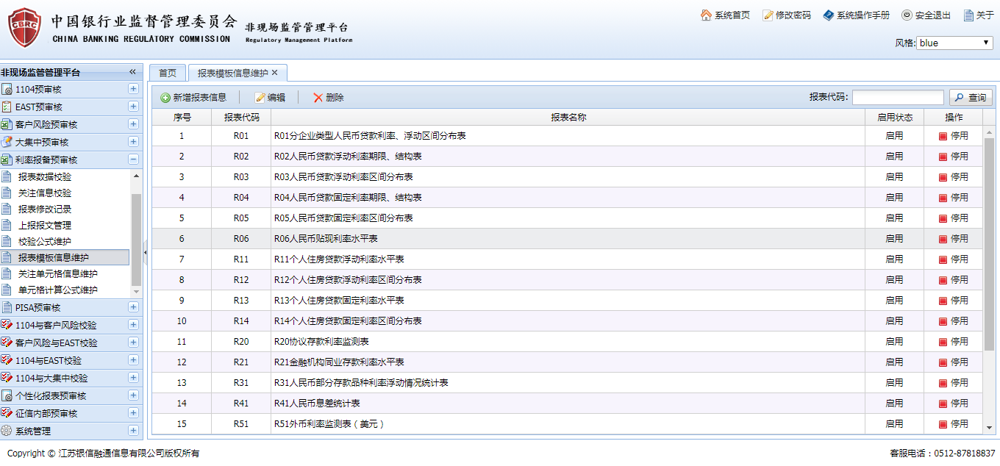 CBRC
中国银行业监督管理委员会 非现场监管管理平台
CHINA BANKING REGULATORY COMMISSION Regulatory Management Platform
系统首页 修改密码 系统操作手册 安全退出 关于
风格: blue
非现场监管管理平台
1104预审核
EAST预审核
客户风险预审核
大集中预审核
利率报备预审核
报表数据校验
关注信息校验
报表修改记录
上报报文管理
校验公式维护
报表模板信息维护
关注单元格信息维护
单元格计算公式维护
PISA预审核
1104与客户风险校验
客户风险与EAST校验
1104与EAST校验
1104与大集中校验
个性化报表预审核
征信内部预审核
系统管理
首页 报表模板信息维护
新增报表信息 编辑 删除 报表代码: 查询
序号 报表代码 报表名称 启用状态 操作
1 R01 R01分企业类型人民币贷款利率、浮动区间分布表 启用 停用
2 R02 R02人民币贷款浮动利率期限、结构表 启用 停用
3 R03 R03人民币贷款浮动利率区间分布表 启用 停用
4 R04 R04人民币贷款固定利率期限、结构表 启用 停用
5 R05 R05人民币贷款固定利率区间分布表 启用 停用
6 R06 R06人民币贴现利率水平表 启用 停用
7 R11 R11个人住房贷款浮动利率水平表 启用 停用
8 R12 R12个人住房贷款浮动利率区间分布表 启用 停用
9 R13 R13个人住房贷款固定利率水平表 启用 停用
10 R14 R14个人住房贷款固定利率区间分布表 启用 停用
11 R20 R20协议存款利率监测表 启用 停用
12 R21 R21金融机构同业存款利率水平表 启用 停用
13 R31 R31人民币部分存款品种利率浮动情况统计表 启用 停用
14 R41 R41人民币息差统计表 启用 停用
15 R51 R51外币利率监测表（美元） 启用 停用
Copyright © 江苏银信融通信息有限公司版权所有 客服电话：0512-87818837